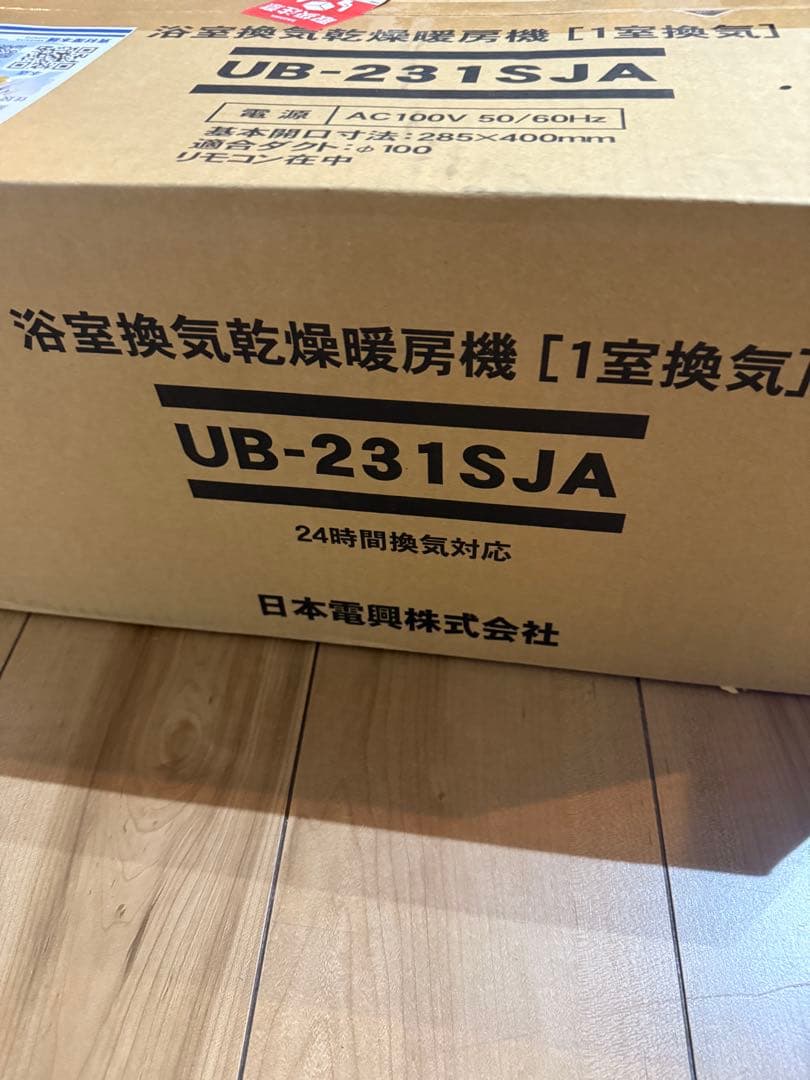 浴室換気乾燥暖房機[1室換気]
UB-231SJA
電源 AC100V 50/60Hz
基本開口寸法:285×400mm
適合ダクト:φ100
リモコン在中
浴室換気乾燥暖房機[1室換気]
UB-231SJA
24時間換気対応
日本電興株式会社